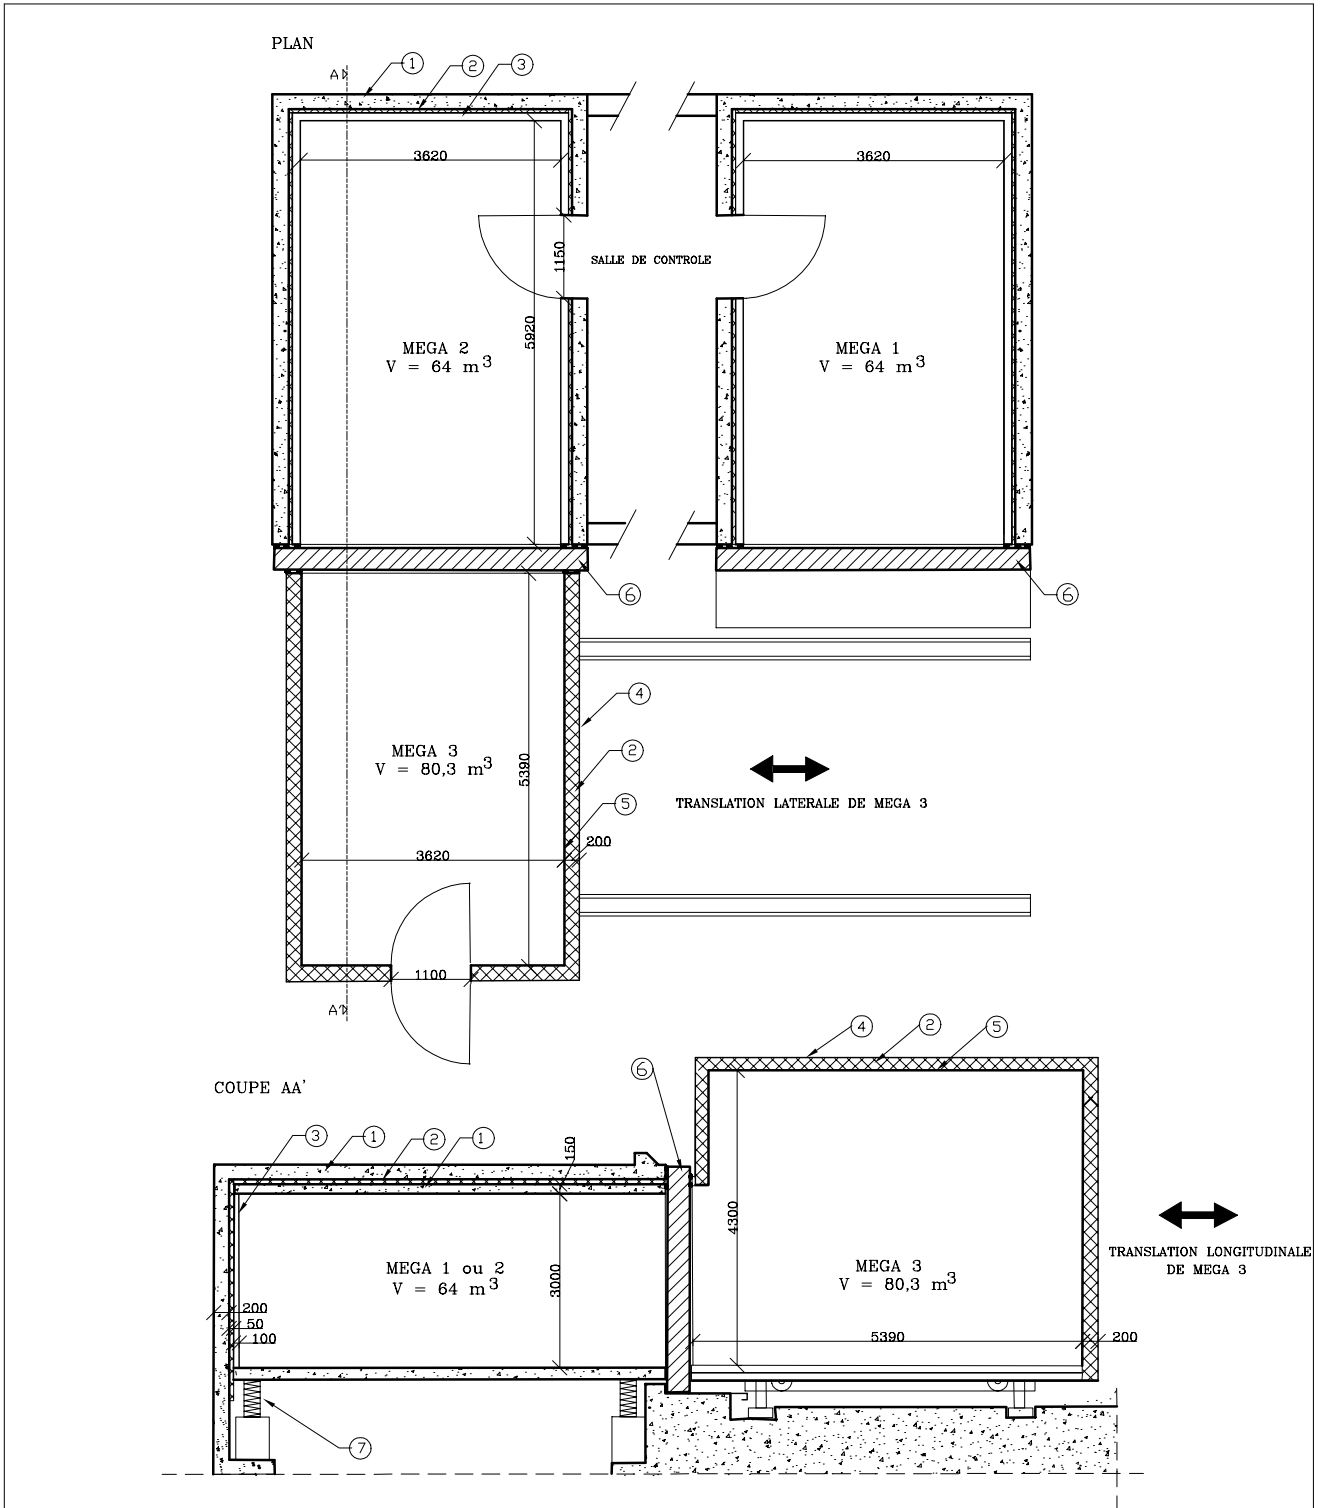 PLAN
A
1
2
3
3620
3620
1150
SALLE DE CONTROLE
5920
MEGA 2
V = 64 m³
MEGA 1
V = 64 m³
6
6
4
MEGA 3
V = 80,3 m³
5390
2
TRANSLATION LATERALE DE MEGA 3
5
200
3620
1100
A'
4
2
5
COUPE AA'
6
3
1
2
1
150
4300
3000
MEGA 1 ou 2
V = 64 m³
MEGA 3
V = 80,3 m³
TRANSLATION LONGITUDINALE
DE MEGA 3
200
50
100
5390
200
7